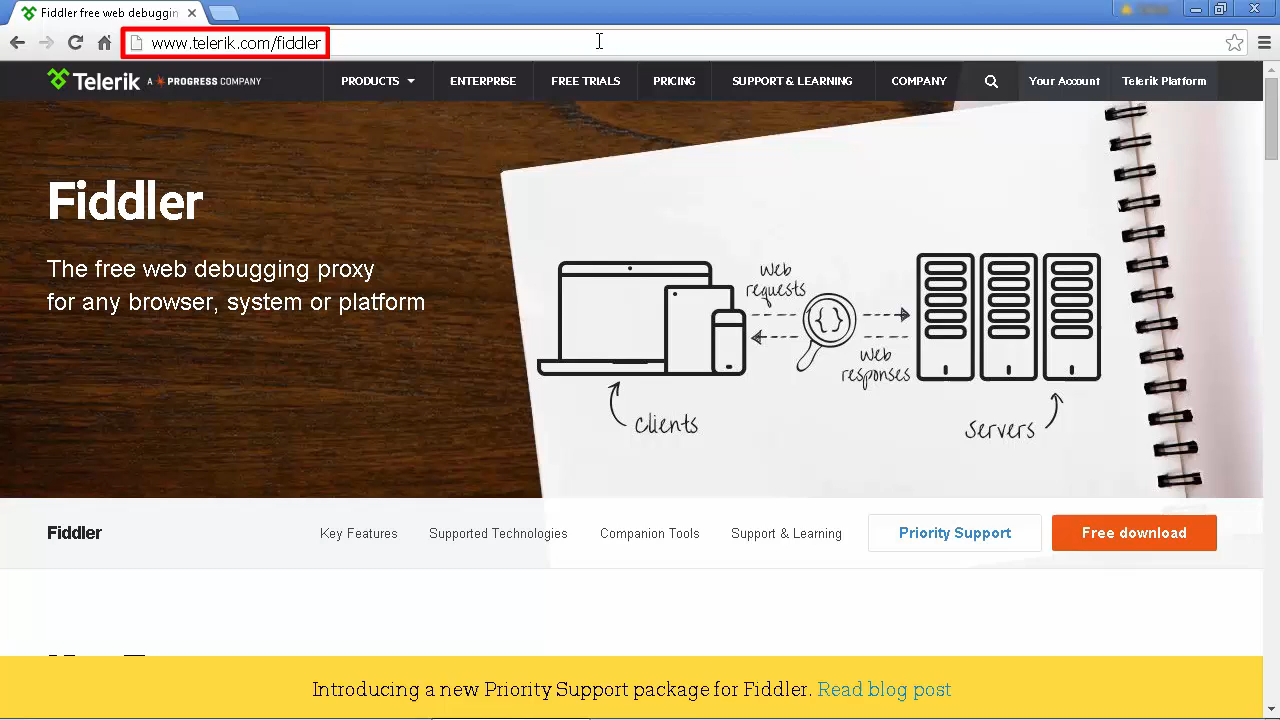 Fiddler free web debuggin
www.telerik.com/fiddler
Telerik A PROGRESS COMPANY PRODUCTS ENTERPRISE FREE TRIALS PRICING SUPPORT & LEARNING COMPANY Your Account Telerik Platform
Fiddler
The free web debugging proxy
for any browser, system or platform
web
requests
{}
web
responses
Clients
Servers
Fiddler Key Features Supported Technologies Companion Tools Support & Learning Priority Support Free download
Introducing a new Priority Support package for Fiddler. Read blog post